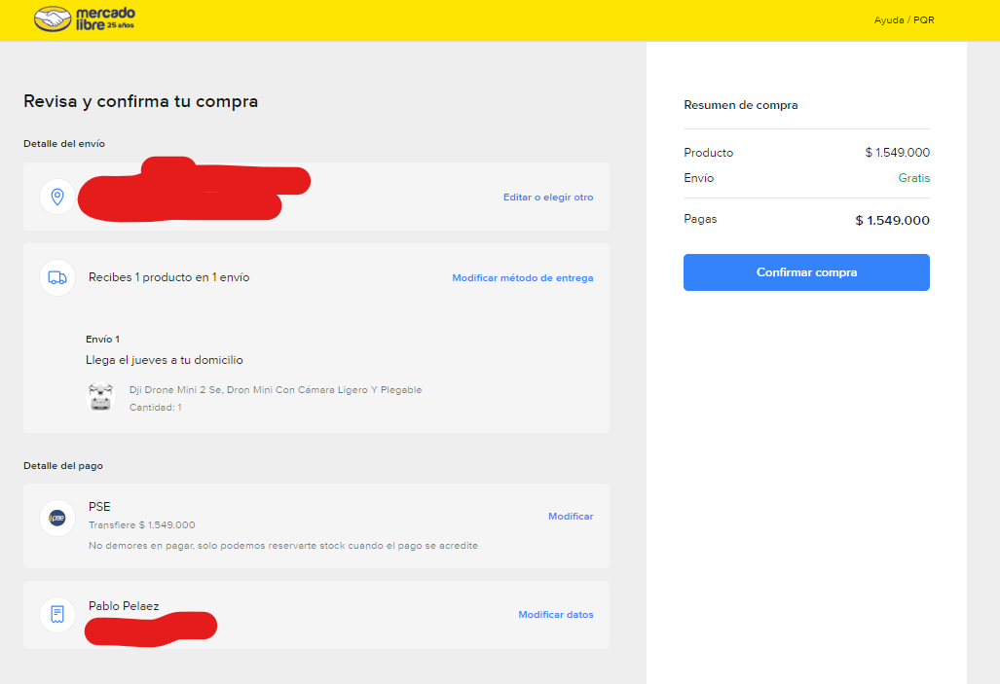 mercado
libre 25 años
Ayuda / PQR
Revisa y confirma tu compra
Detalle del envío
Editar o elegir otro
Recibes 1 producto en 1 envío
Modificar método de entrega
Envío 1
Llega el jueves a tu domicilio
Dji Drone Mini 2 Se, Dron Mini Con Cámara Ligero Y Plegable
Cantidad: 1
Detalle del pago
pse
PSE
Transfiere $ 1.549.000
Modificar
No demores en pagar, solo podemos reservarte stock cuando el pago se acredite
Pablo Pelaez
Modificar datos
Resumen de compra
Producto $ 1.549.000
Envío Gratis
Pagas $ 1.549.000
Confirmar compra